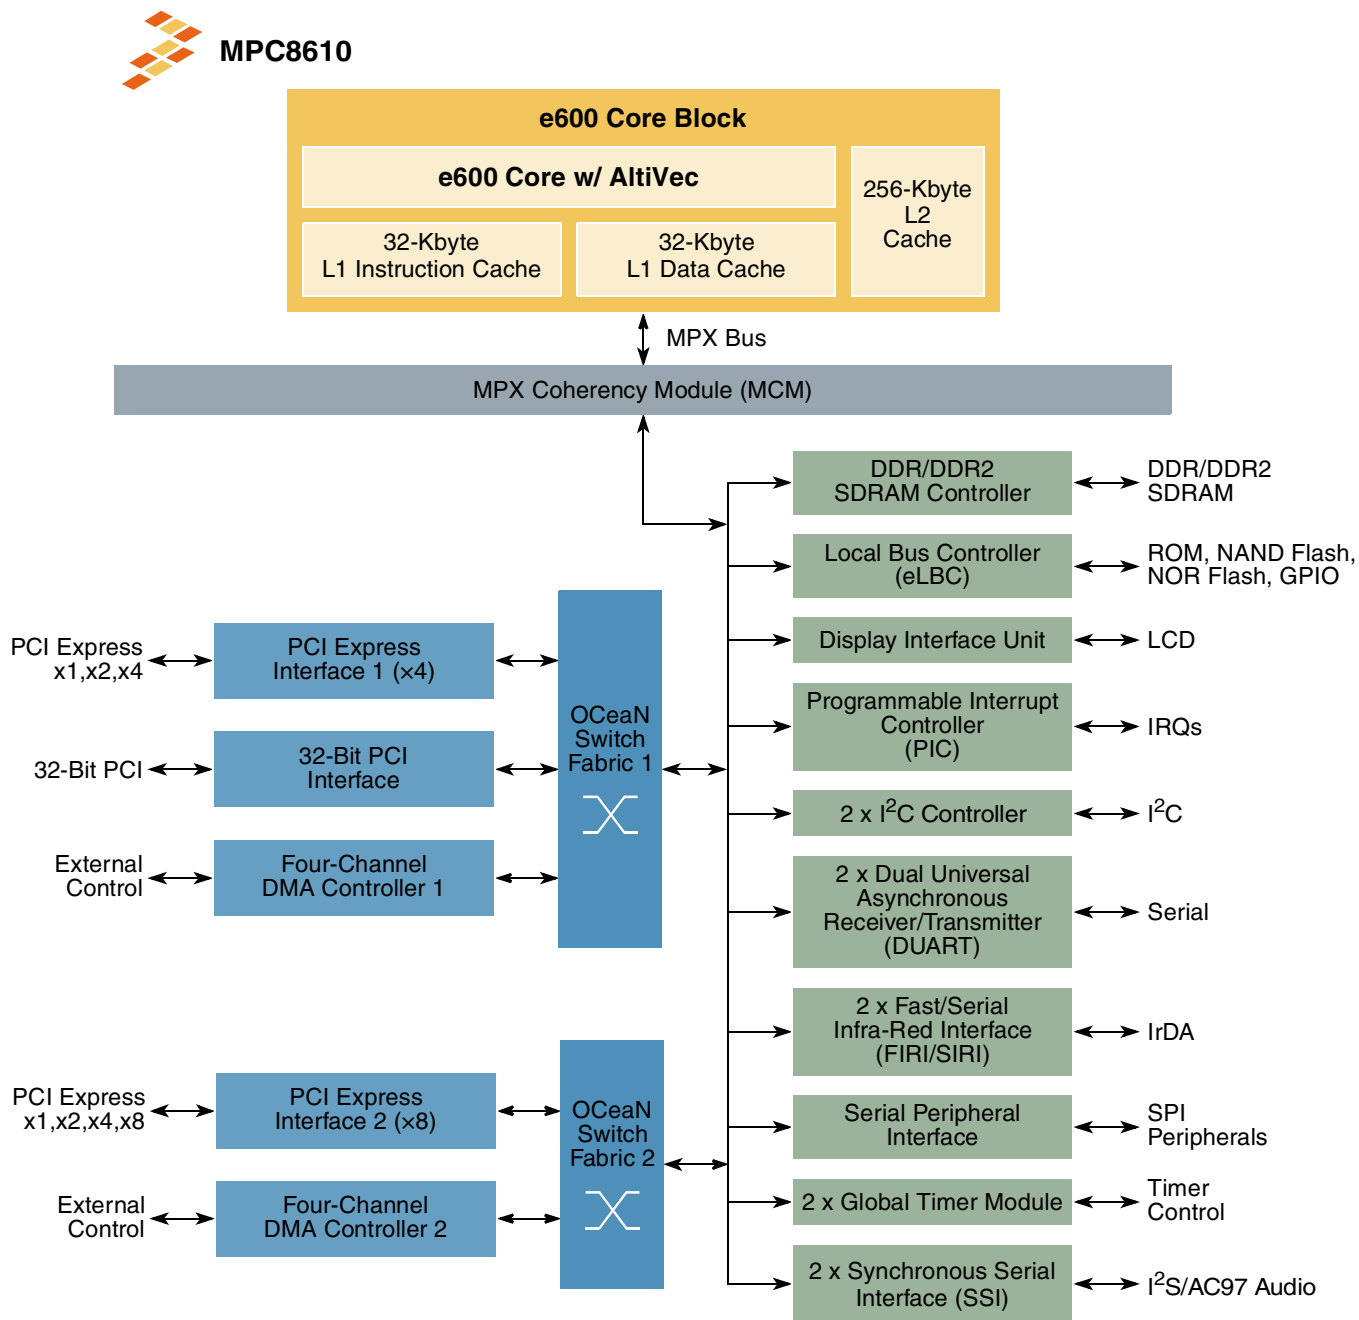 MPC8610
e600 Core Block
e600 Core w/ AltiVec
256-Kbyte
L2
Cache
32-Kbyte
L1 Instruction Cache
32-Kbyte
L1 Data Cache
MPX Bus
MPX Coherency Module (MCM)
DDR/DDR2
SDRAM Controller
DDR/DDR2
SDRAM
Local Bus Controller
(eLBC)
ROM, NAND Flash,
NOR Flash, GPIO
Display Interface Unit
LCD
Programmable Interrupt
Controller
(PIC)
IRQs
2 x I²C Controller
I²C
2 x Dual Universal
Asynchronous
Receiver/Transmitter
(DUART)
Serial
2 x Fast/Serial
Infra-Red Interface
(FIRI/SIRI)
IrDA
Serial Peripheral
Interface
SPI
Peripherals
2 x Global Timer Module
Timer
Control
2 x Synchronous Serial
Interface (SSI)
I²S/AC97 Audio
PCI Express
x1,x2,x4
PCI Express
Interface 1 (×4)
32-Bit PCI
32-Bit PCI
Interface
External
Control
Four-Channel
DMA Controller 1
OCeaN
Switch
Fabric 1
PCI Express
x1,x2,x4,x8
PCI Express
Interface 2 (×8)
External
Control
Four-Channel
DMA Controller 2
OCeaN
Switch
Fabric 2